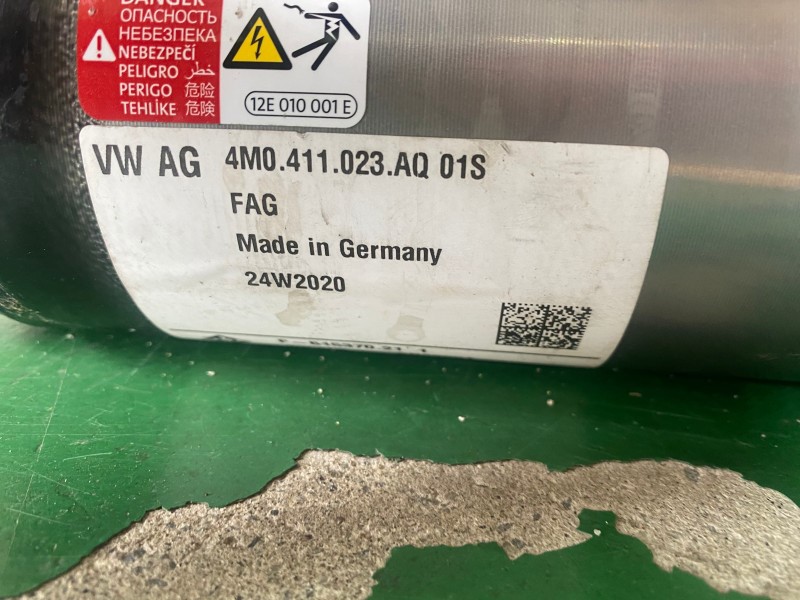 DANGER
ОПАСНОСТЬ
НЕБЕЗПЕКА
NEBEZPEČÍ
PELIGRO خطر
PERIGO 危险
TEHLİKE 危険
12E 010 001 E
VW AG 4M0.411.023.AQ 01S
FAG
Made in Germany
24W2020